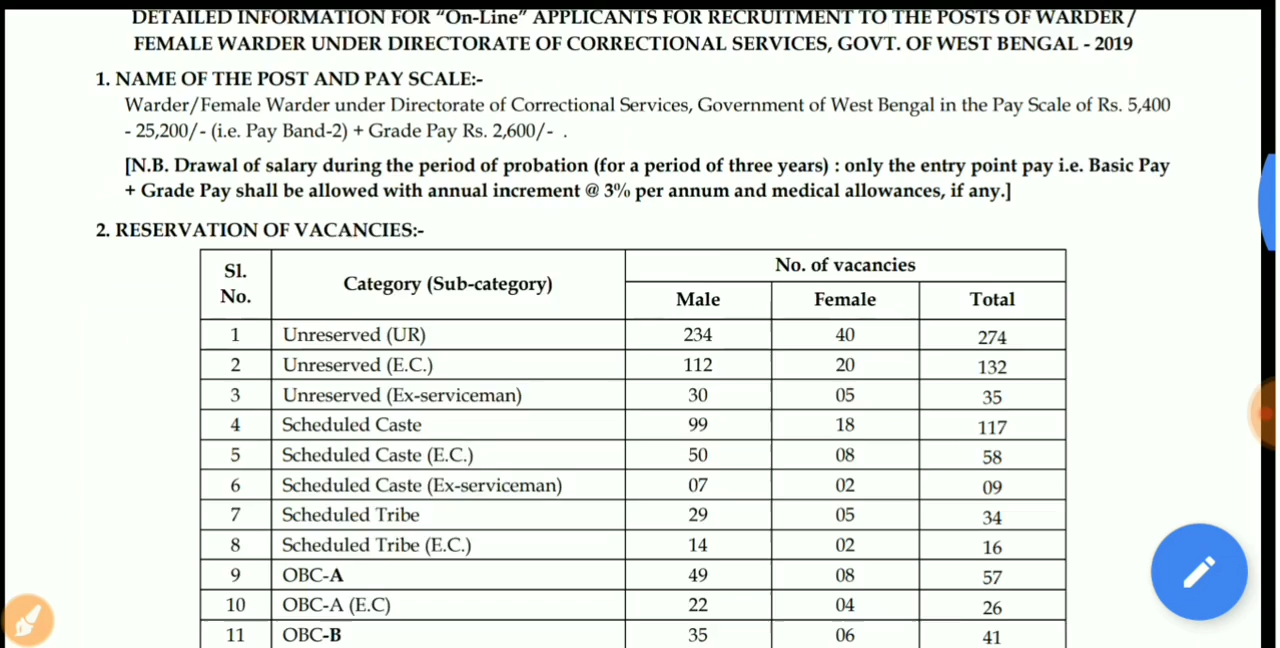 DETAILED INFORMATION FOR “On-Line” APPLICANTS FOR RECRUITMENT TO THE POSTS OF WARDER/
FEMALE WARDER UNDER DIRECTORATE OF CORRECTIONAL SERVICES, GOVT. OF WEST BENGAL - 2019
1. NAME OF THE POST AND PAY SCALE:-
Warder/Female Warder under Directorate of Correctional Services, Government of West Bengal in the Pay Scale of Rs. 5,400
- 25,200/- (i.e. Pay Band-2) + Grade Pay Rs. 2,600/- .
[N.B. Drawal of salary during the period of probation (for a period of three years) : only the entry point pay i.e. Basic Pay
+ Grade Pay shall be allowed with annual increment @ 3% per annum and medical allowances, if any.]
2. RESERVATION OF VACANCIES:-
Sl. No. Category (Sub-category) No. of vacancies
Male Female Total
1 Unreserved (UR) 234 40 274
2 Unreserved (E.C.) 112 20 132
3 Unreserved (Ex-serviceman) 30 05 35
4 Scheduled Caste 99 18 117
5 Scheduled Caste (E.C.) 50 08 58
6 Scheduled Caste (Ex-serviceman) 07 02 09
7 Scheduled Tribe 29 05 34
8 Scheduled Tribe (E.C.) 14 02 16
9 OBC-A 49 08 57
10 OBC-A (E.C) 22 04 26
11 OBC-B 35 06 41